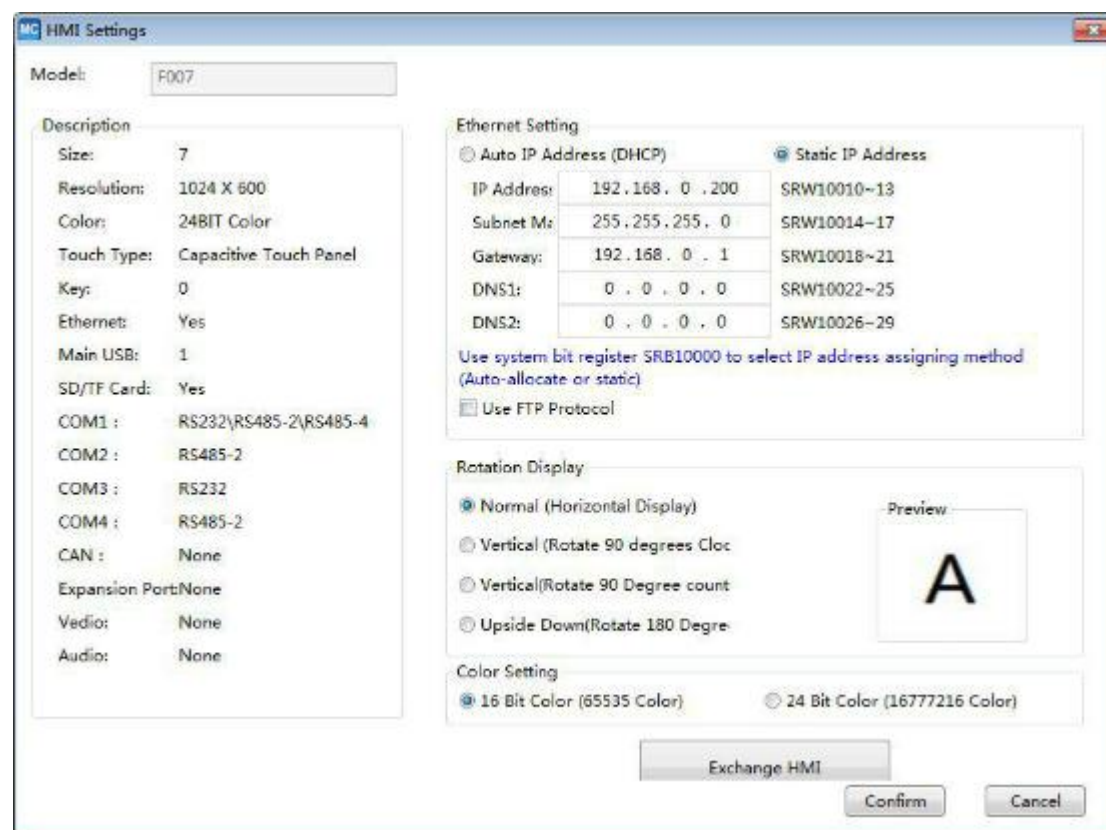 MC HMI Settings
Model: F007
Description
Size: 7
Resolution: 1024 X 600
Color: 24BIT Color
Touch Type: Capacitive Touch Panel
Key: 0
Ethernet: Yes
Main USB: 1
SD/TF Card: Yes
COM1 : RS232\RS485-2\RS485-4
COM2 : RS485-2
COM3 : RS232
COM4 : RS485-2
CAN : None
Expansion Port:None
Vedio: None
Audio: None
Ethernet Setting
Auto IP Address (DHCP) Static IP Address
IP Addres: 192.168. 0 .200 SRW10010~13
Subnet Ma 255.255.255. 0 SRW10014~17
Gateway: 192.168. 0 . 1 SRW10018~21
DNS1: 0 . 0 . 0 . 0 SRW10022~25
DNS2: 0 . 0 . 0 . 0 SRW10026~29
Use system bit register SRB10000 to select IP address assigning method
(Auto-allocate or static)
Use FTP Protocol
Rotation Display
Normal (Horizontal Display)
Vertical (Rotate 90 degrees Cloc
Vertical(Rotate 90 Degree count
Upside Down(Rotate 180 Degre
Preview
A
Color Setting
16 Bit Color (65535 Color) 24 Bit Color (16777216 Color)
Exchange HMI
Confirm Cancel